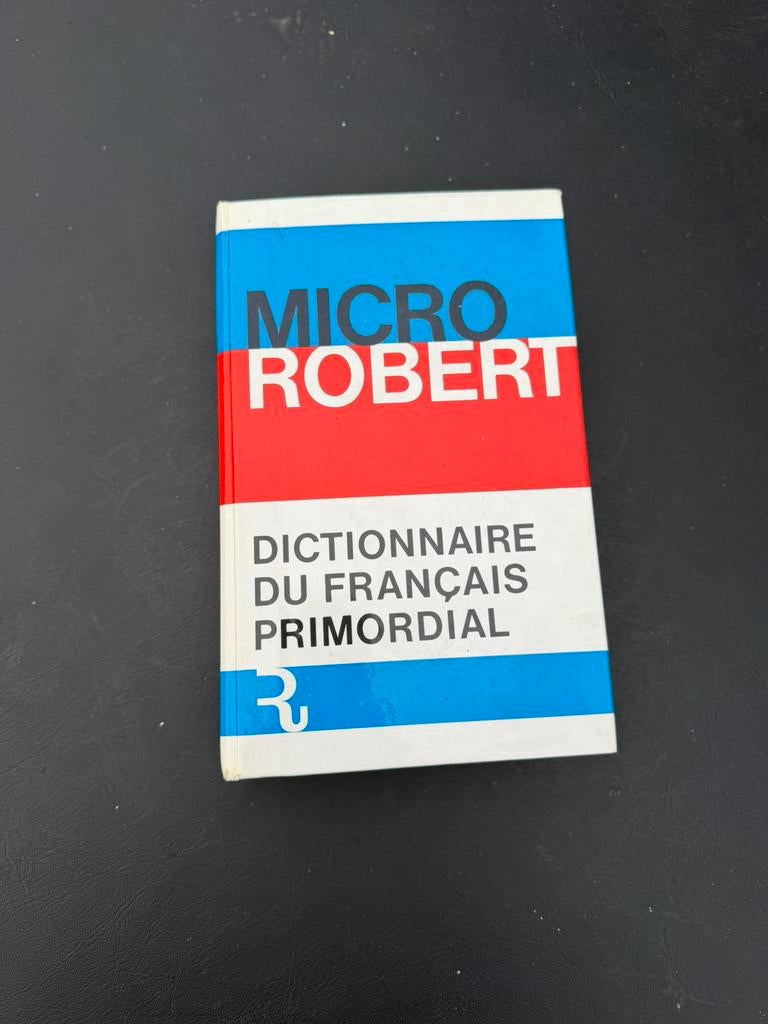 MICRO
ROBERT
DICTIONNAIRE
DU FRANÇAIS
PRIMORDIAL
R